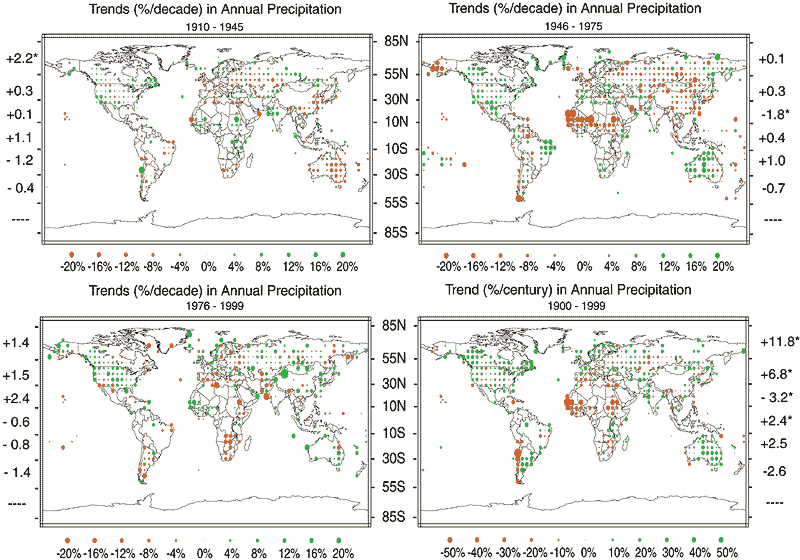 Trends (%/decade) in Annual Precipitation
1910 - 1945
+2.2*
+0.3
+0.1
+1.1
- 1.2
- 0.4
----
85N
55N
30N
10N
10S
30S
55S
85S
-20% -16% -12% -8% -4% 0% 4% 8% 12% 16% 20%
Trends (%/decade) in Annual Precipitation
1946 - 1975
+0.1
+0.3
-1.8*
+0.4
+1.0
-0.7
----
-20% -16% -12% -8% -4% 0% 4% 8% 12% 16% 20%
Trends (%/decade) in Annual Precipitation
1976 - 1999
+1.4
+1.5
+2.4
- 0.6
- 0.8
- 1.4
----
85N
55N
30N
10N
10S
30S
55S
85S
-20% -16% -12% -8% -4% 0% 4% 8% 12% 16% 20%
Trend (%/century) in Annual Precipitation
1900 - 1999
+11.8*
+6.8*
-3.2*
+2.4*
+2.5
-2.6
----
-50% -40% -30% -20% -10% 0% 10% 20% 30% 40% 50%